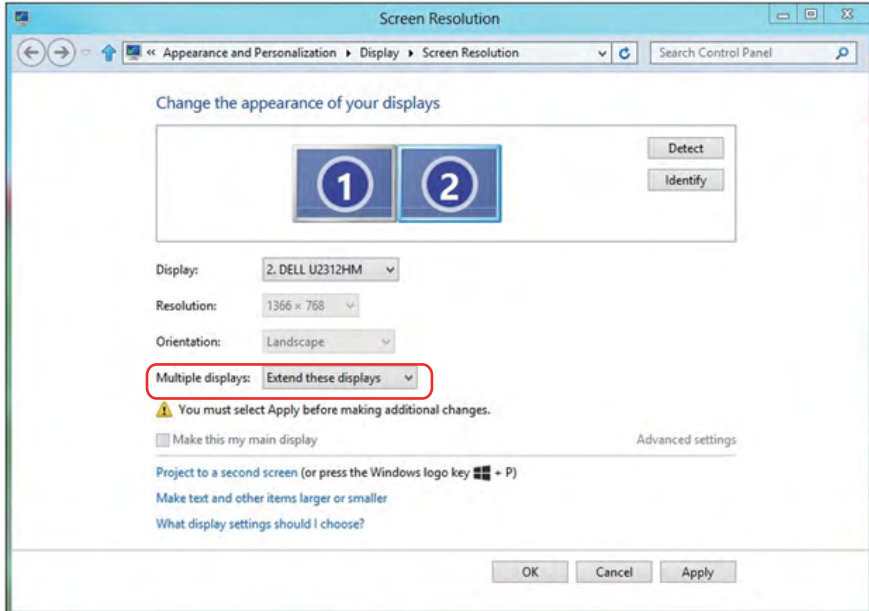 Screen Resolution
« Appearance and Personalization ▸ Display ▸ Screen Resolution
Search Control Panel
Change the appearance of your displays
1 2
Detect
Identify
Display: 2. DELL U2312HM
Resolution: 1366 × 768
Orientation: Landscape
Multiple displays: Extend these displays
You must select Apply before making additional changes.
Make this my main display
Advanced settings
Project to a second screen (or press the Windows logo key + P)
Make text and other items larger or smaller
What display settings should I choose?
OK Cancel Apply